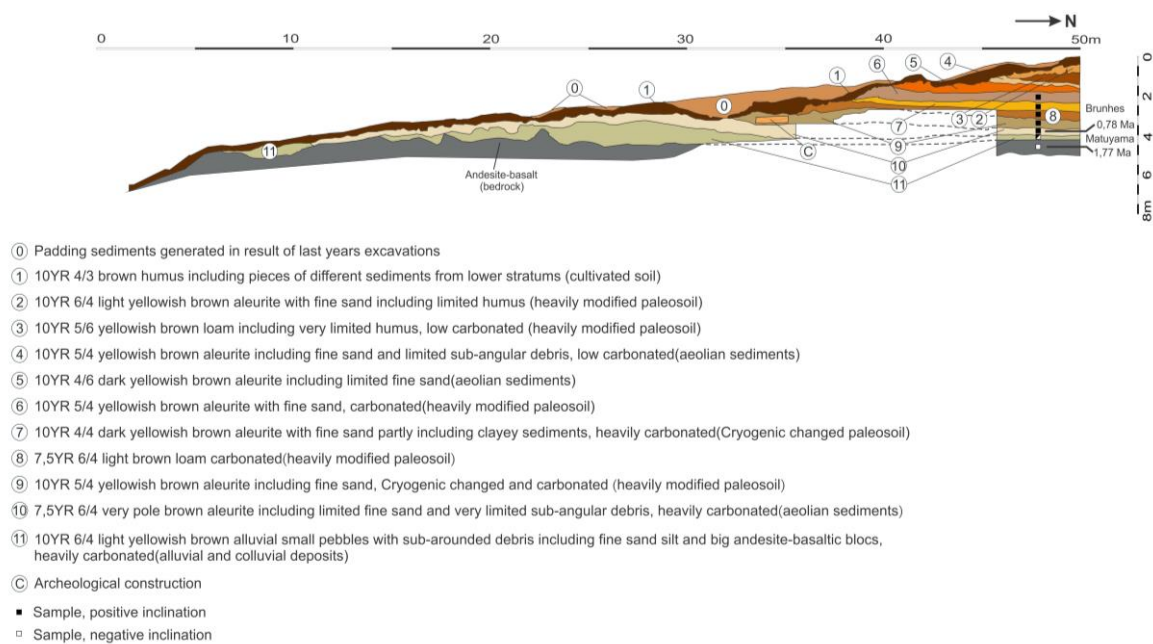 N
0 10 20 30 40 50m
0
2
4
6
8m
Brunhes
0,78 Ma
Matuyama
1,77 Ma
0 1 0 1 6 5 4
11 7 3 2 8
C 9
10
11
Andesite-basalt
(bedrock)
0 Padding sediments generated in result of last years excavations
1 10YR 4/3 brown humus including pieces of different sediments from lower stratums (cultivated soil)
2 10YR 6/4 light yellowish brown aleurite with fine sand including limited humus (heavily modified paleosoil)
3 10YR 5/6 yellowish brown loam including very limited humus, low carbonated (heavily modified paleosoil)
4 10YR 5/4 yellowish brown aleurite including fine sand and limited sub-angular debris, low carbonated(aeolian sediments)
5 10YR 4/6 dark yellowish brown aleurite including limited fine sand(aeolian sediments)
6 10YR 5/4 yellowish brown aleurite with fine sand, carbonated(heavily modified paleosoil)
7 10YR 4/4 dark yellowish brown aleurite with fine sand partly including clayey sediments, heavily carbonated(Cryogenic changed paleosoil)
8 7,5YR 6/4 light brown loam carbonated(heavily modified paleosoil)
9 10YR 5/4 yellowish brown aleurite including fine sand, Cryogenic changed and carbonated (heavily modified paleosoil)
10 7,5YR 6/4 very pole brown aleurite including limited fine sand and very limited sub-angular debris, heavily carbonated(aeolian sediments)
11 10YR 6/4 light yellowish brown alluvial small pebbles with sub-arounded debris including fine sand silt and big andesite-basaltic blocs,
heavily carbonated(alluvial and colluvial deposits)
C Archeological construction
Sample, positive inclination
Sample, negative inclination